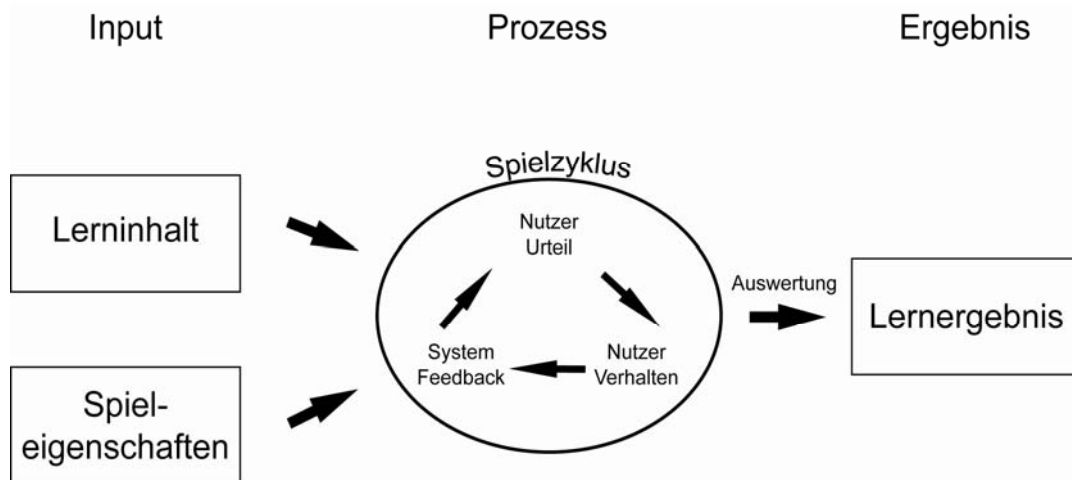 Input
Prozess
Ergebnis
Spielzyklus
Lerninhalt
Spiel-
eigenschaften
Nutzer
Urteil
System
Feedback
Nutzer
Verhalten
Auswertung
Lernergebnis